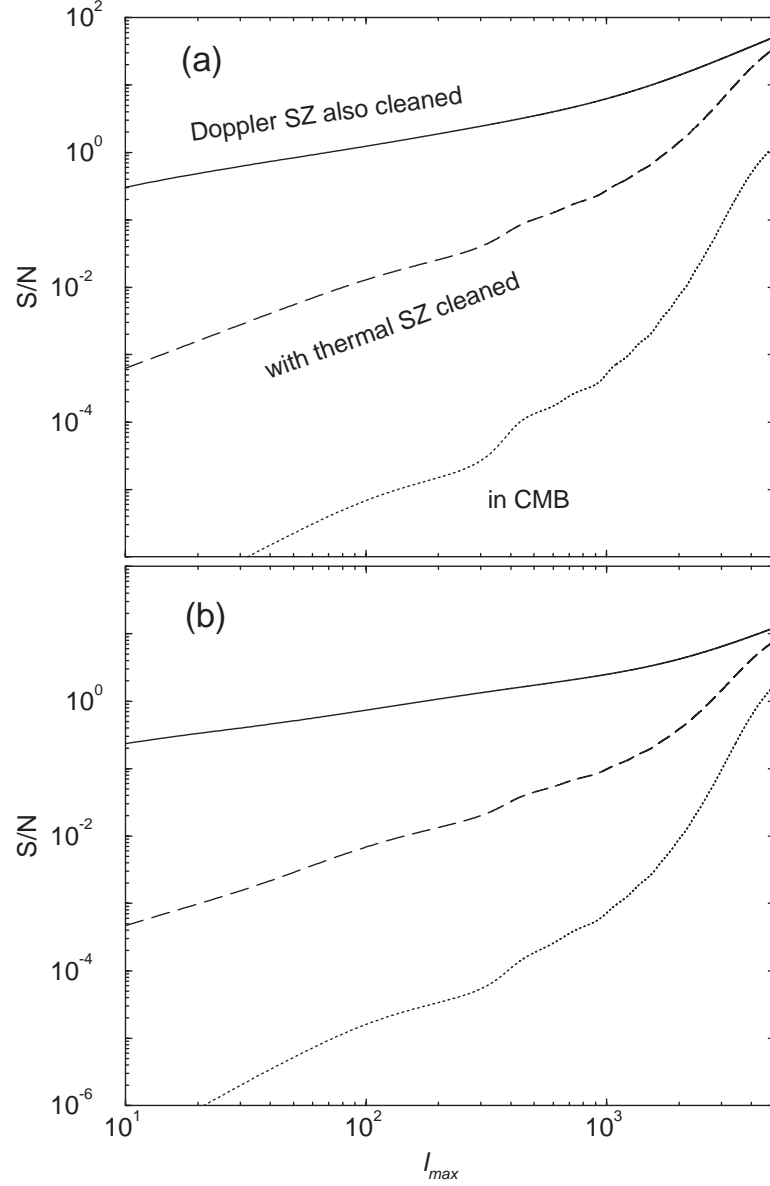 10^2
(a)
Doppler SZ also cleaned
10^0
S/N
10^-2
with thermal SZ cleaned
10^-4
in CMB
(b)
10^0
S/N
10^-2
10^-4
10^-6
10^1 10^2 10^3
l_max